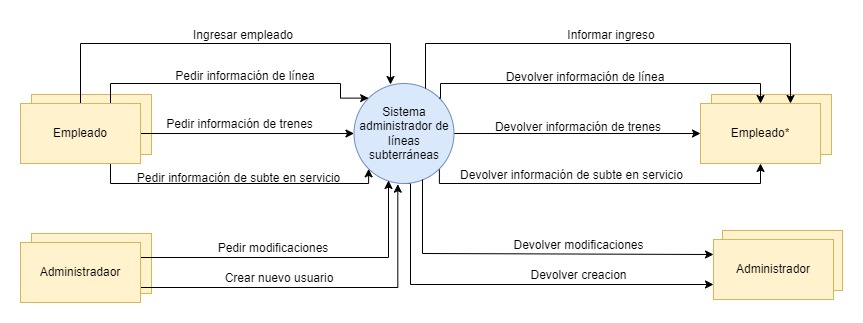 Ingresar empleado
Informar ingreso
Pedir información de línea
Devolver información de línea
Empleado
Pedir información de trenes
Sistema
administrador de
líneas
subterráneas
Devolver información de trenes
Empleado*
Pedir información de subte en servicio
Devolver información de subte en servicio
Administradaor
Pedir modificaciones
Crear nuevo usuario
Devolver modificaciones
Devolver creacion
Administrador